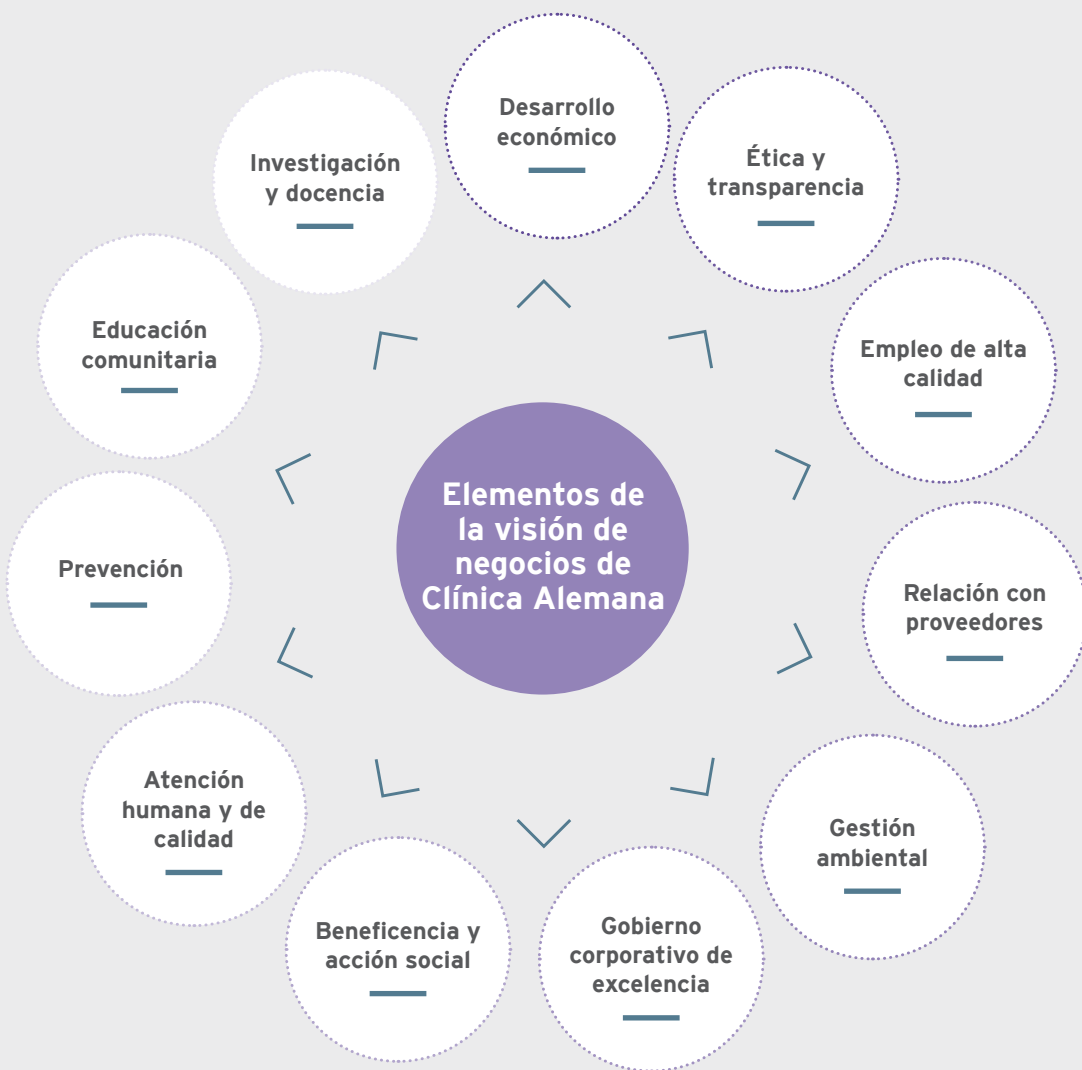 Desarrollo
económico
Ética y
transparencia
Empleo de alta
calidad
Relación con
proveedores
Gestión
ambiental
Gobierno
corporativo de
excelencia
Beneficencia y
acción social
Atención
humana y de
calidad
Prevención
Educación
comunitaria
Investigación
y docencia
Elementos de
la visión de
negocios de
Clínica Alemana